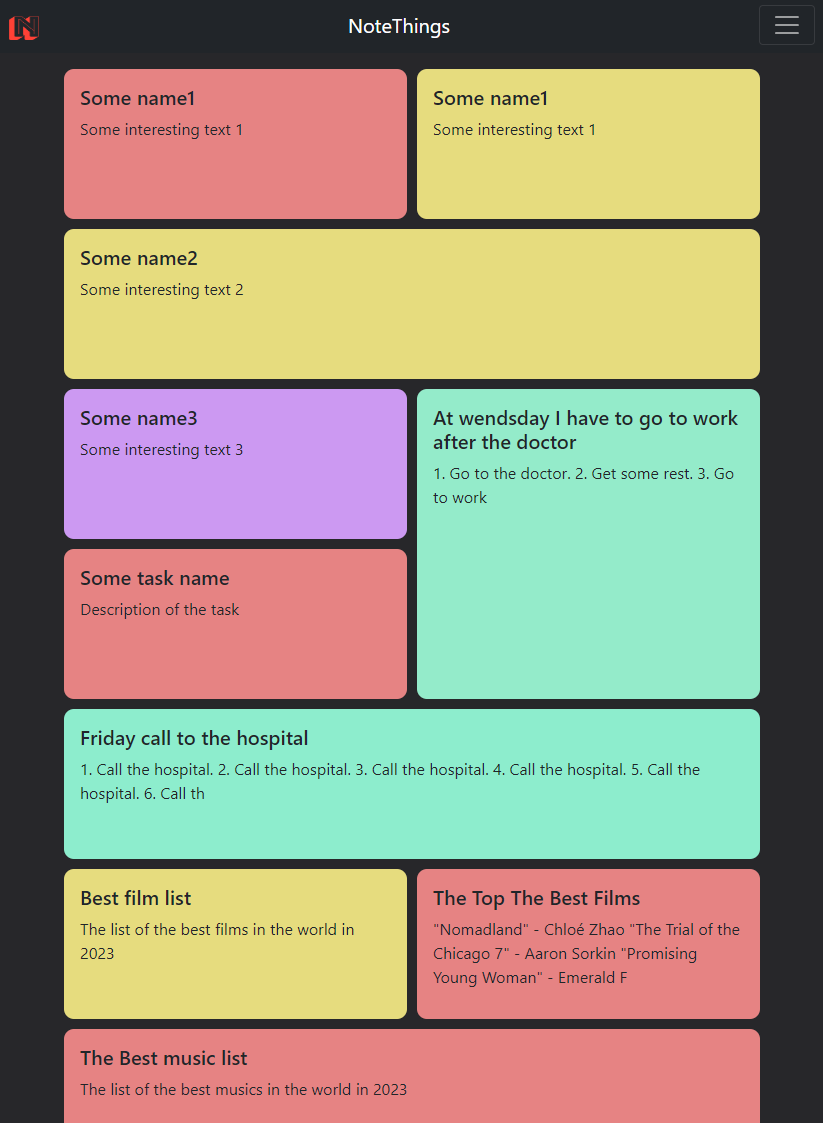 N
NoteThings
Some name1
Some interesting text 1
Some name1
Some interesting text 1
Some name2
Some interesting text 2
Some name3
Some interesting text 3
At wendsday I have to go to work
after the doctor
1. Go to the doctor. 2. Get some rest. 3. Go
to work
Some task name
Description of the task
Friday call to the hospital
1. Call the hospital. 2. Call the hospital. 3. Call the hospital. 4. Call the hospital. 5. Call the
hospital. 6. Call th
Best film list
The list of the best films in the world in
2023
The Top The Best Films
"Nomadland" - Chloé Zhao "The Trial of the
Chicago 7" - Aaron Sorkin "Promising
Young Woman" - Emerald F
The Best music list
The list of the best musics in the world in 2023